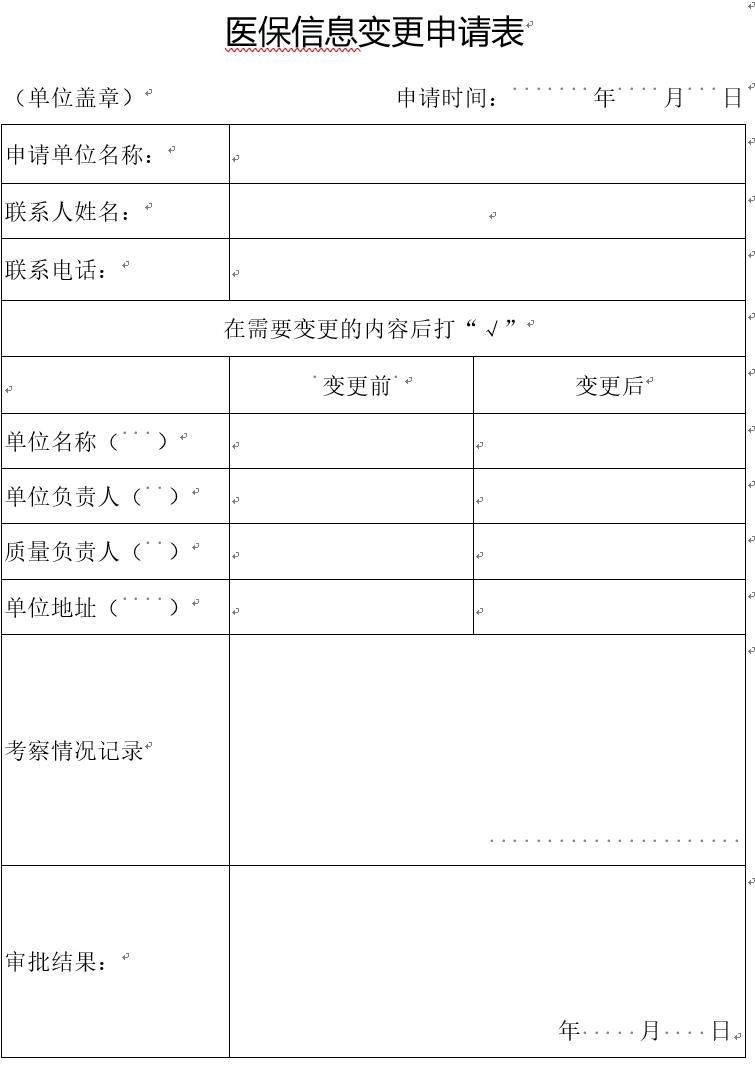 医保信息变更申请表
（单位盖章） 申请时间： 年 月 日
申请单位名称：
联系人姓名：
联系电话：
在需要变更的内容后打“√”
变更前 变更后
单位名称（ ）
单位负责人（ ）
质量负责人（ ）
单位地址（ ）
考察情况记录
审批结果：
年 月 日